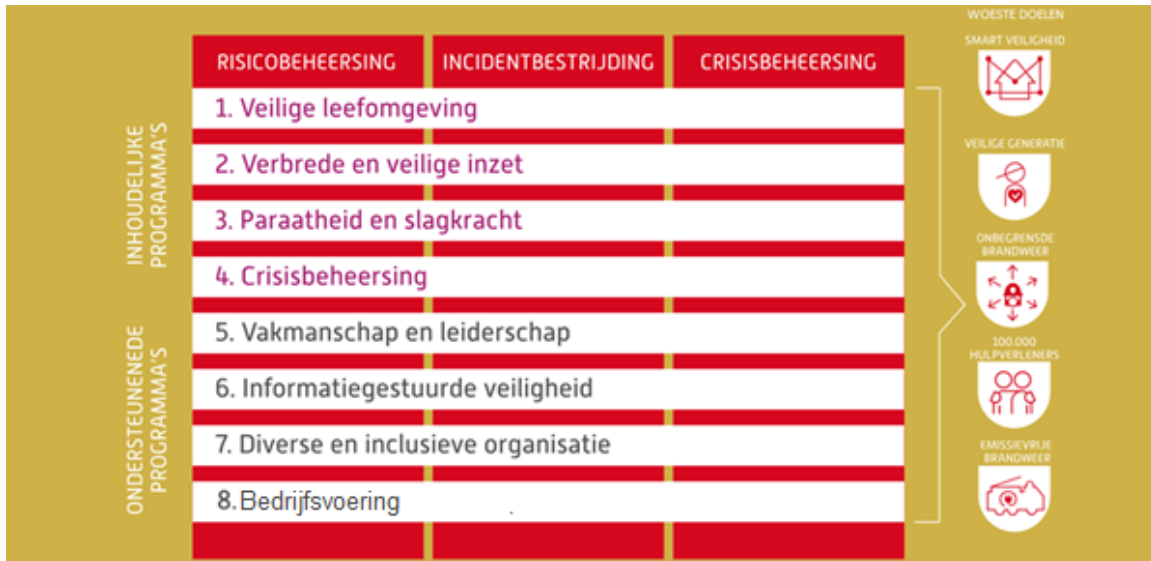 WOESTE DOELEN
SMART VEILIGHEID
RISICOBEHEERSING
INCIDENTBESTRIJDING
CRISISBEHEERSING
INHOUDELIJKE
PROGRAMMA'S
1. Veilige leefomgeving
2. Verbrede en veilige inzet
VEILIGE GENERATIE
3. Paraatheid en slagkracht
ONBEGRENSDE
BRANDWEER
4. Crisisbeheersing
ONDERSTEUNENEDE
PROGRAMMA'S
5. Vakmanschap en leiderschap
100.000
HULPVERLENERS
6. Informatiegestuurde veiligheid
7. Diverse en inclusieve organisatie
EMISSIEVRIJE
BRANDWEER
8. Bedrijfsvoering